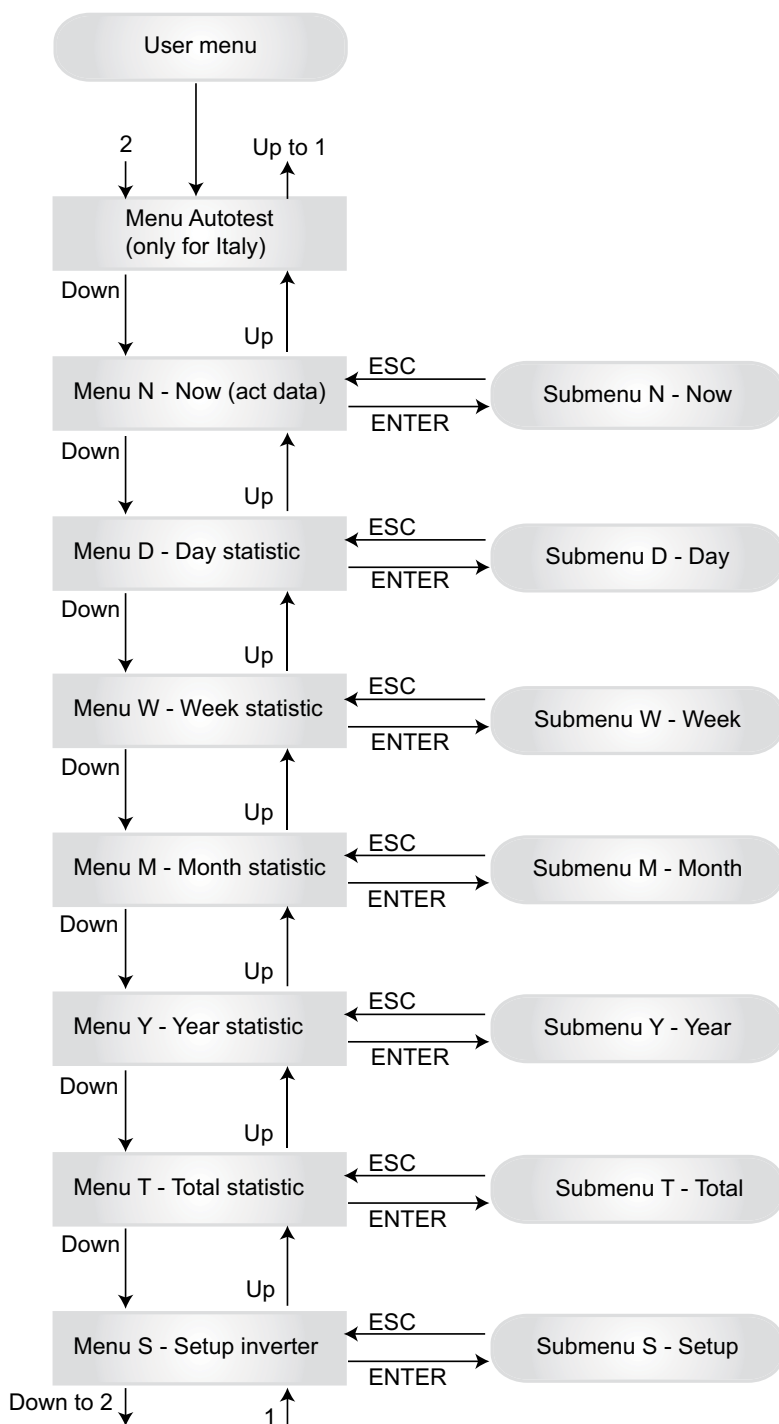 User menu
2
Up to 1
Menu Autotest
(only for Italy)
Down
Up
ESC
Menu N - Now (act data)
Submenu N - Now
ENTER
Down
Up
ESC
Menu D - Day statistic
Submenu D - Day
ENTER
Down
Up
ESC
Menu W - Week statistic
Submenu W - Week
ENTER
Down
Up
ESC
Menu M - Month statistic
Submenu M - Month
ENTER
Down
Up
ESC
Menu Y - Year statistic
Submenu Y - Year
ENTER
Down
Up
ESC
Menu T - Total statistic
Submenu T - Total
ENTER
Down
Up
ESC
Menu S - Setup inverter
Submenu S - Setup
ENTER
Down to 2
1